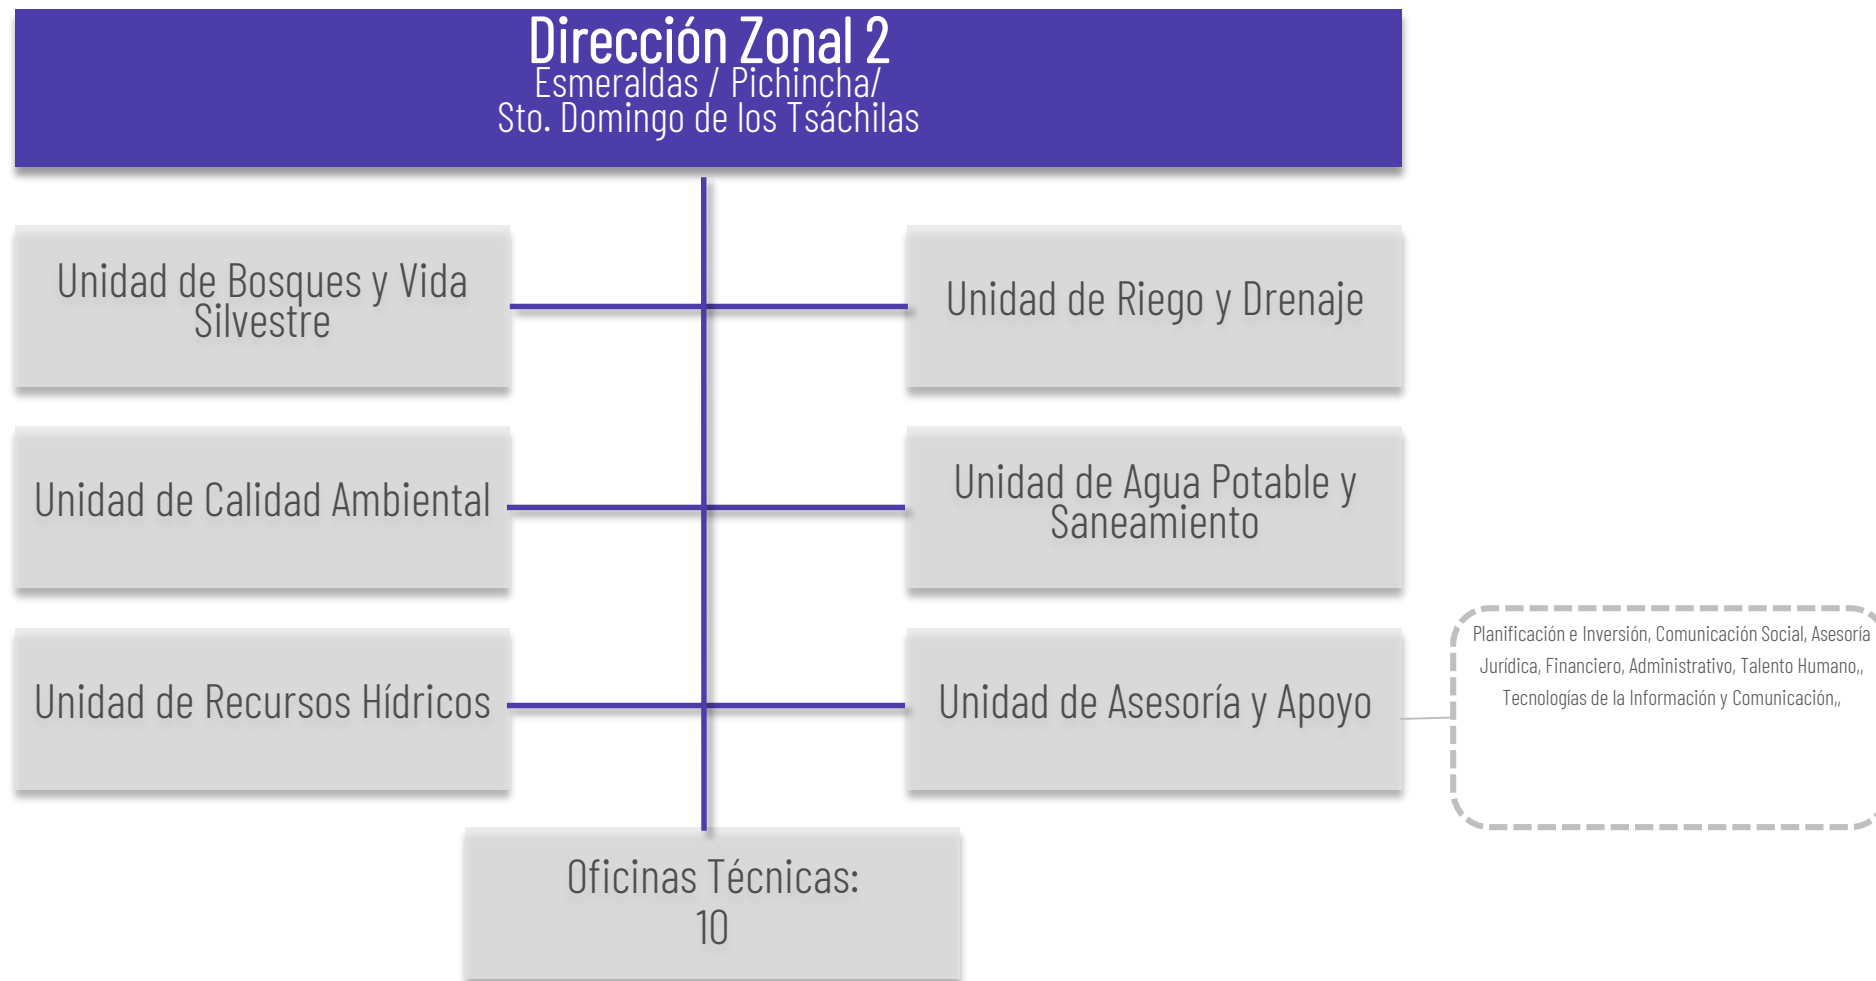 Dirección Zonal 2
Esmeraldas / Pichincha/
Sto. Domingo de los Tsáchilas
Unidad de Bosques y Vida
Silvestre
Unidad de Riego y Drenaje
Unidad de Calidad Ambiental
Unidad de Agua Potable y
Saneamiento
Unidad de Recursos Hídricos
Unidad de Asesoría y Apoyo
Planificación e Inversión, Comunicación Social, Asesoría
Jurídica, Financiero, Administrativo, Talento Humano,,
Tecnologías de la Información y Comunicación,,
Oficinas Técnicas:
10